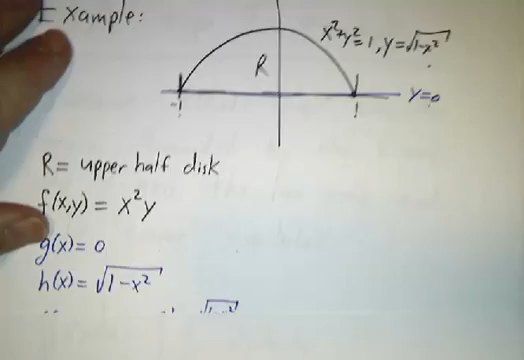 Example:
x²+y²=1, y=√1-x²
R
y=0
-1
1
R= upper half disk
f(x,y)= x²y
g(x)= 0
h(x)= √1-x²